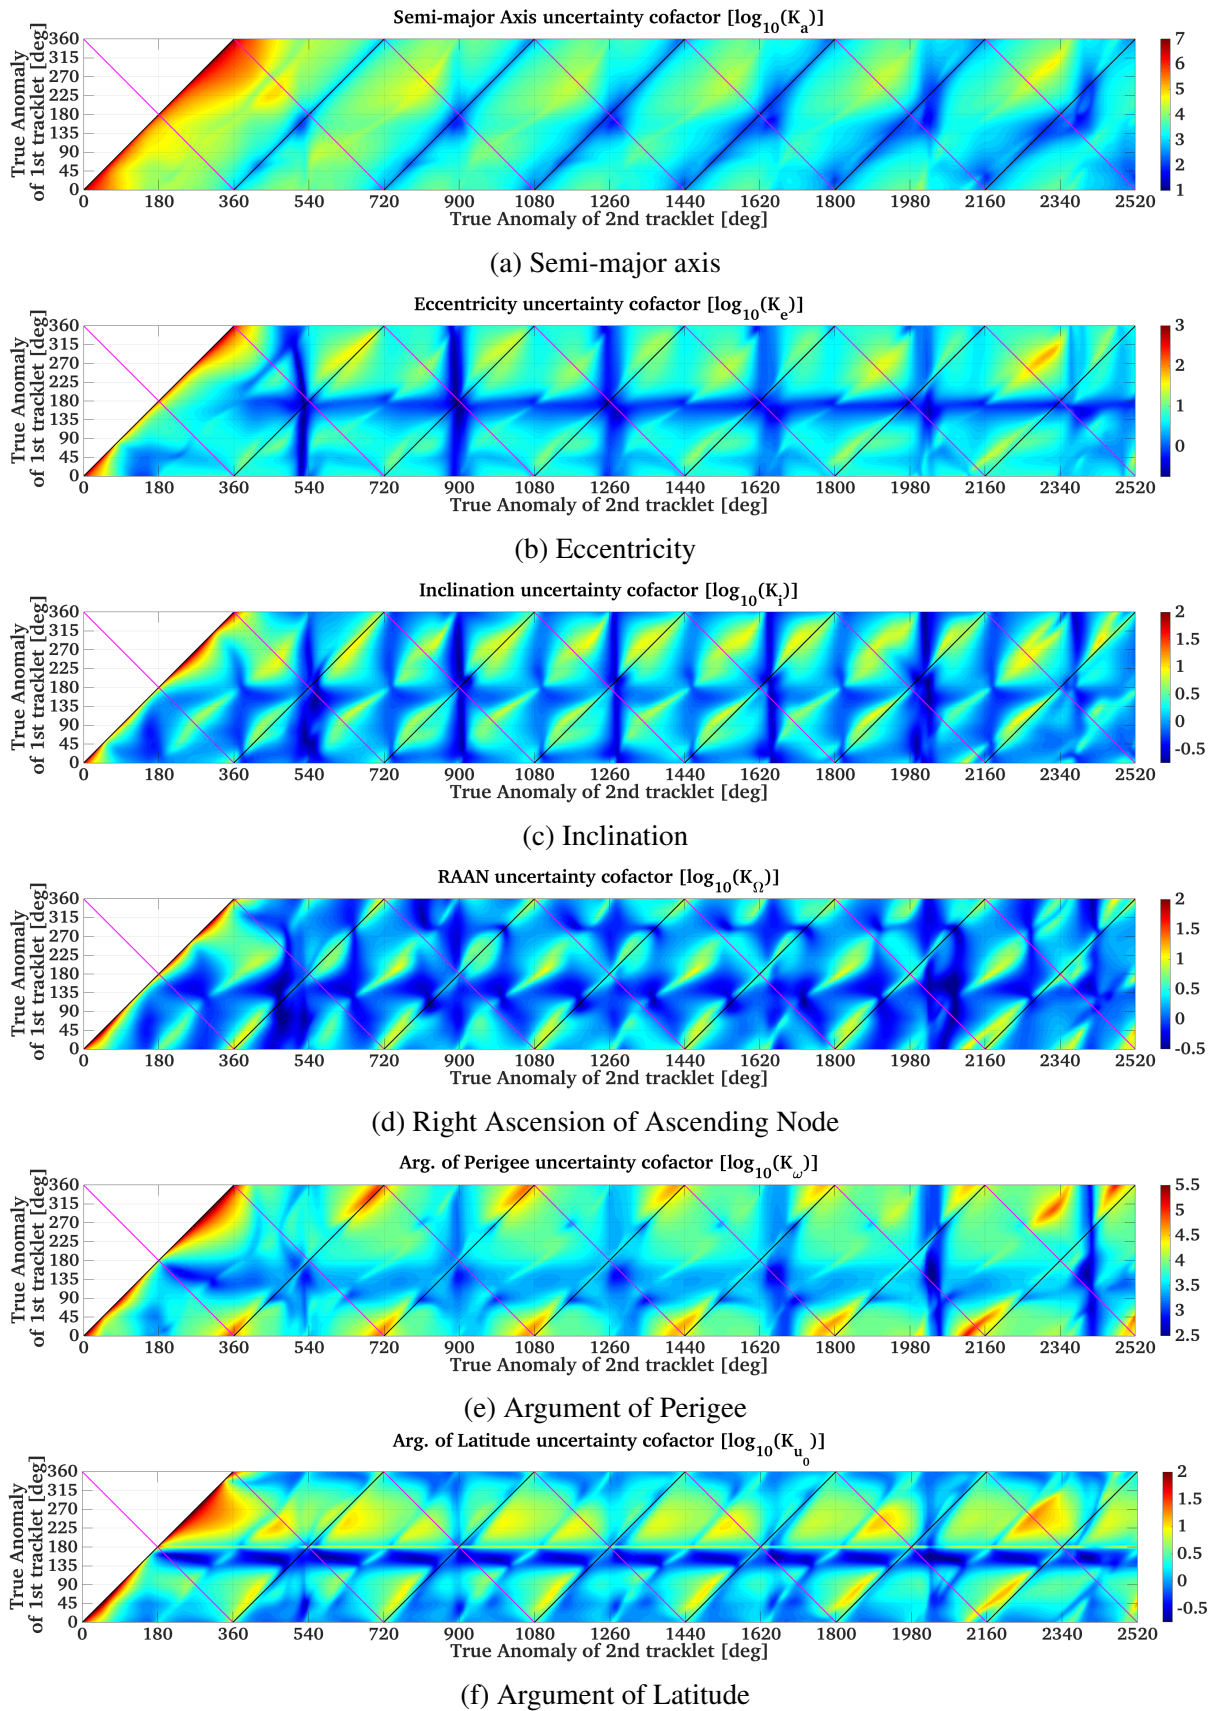 Semi-major Axis uncertainty cofactor [log10(Ka)]
True Anomaly
of 1st tracklet [deg]
360
315
270
225
180
135
90
45
0
0 180 360 540 720 900 1080 1260 1440 1620 1800 1980 2160 2340 2520
True Anomaly of 2nd tracklet [deg]
7
6
5
4
3
2
1
(a) Semi-major axis
Eccentricity uncertainty cofactor [log10(Ke)]
True Anomaly
of 1st tracklet [deg]
360
315
270
225
180
135
90
45
0
0 180 360 540 720 900 1080 1260 1440 1620 1800 1980 2160 2340 2520
True Anomaly of 2nd tracklet [deg]
3
2
1
0
(b) Eccentricity
Inclination uncertainty cofactor [log10(Ki)]
True Anomaly
of 1st tracklet [deg]
360
315
270
225
180
135
90
45
0
0 180 360 540 720 900 1080 1260 1440 1620 1800 1980 2160 2340 2520
True Anomaly of 2nd tracklet [deg]
2
1.5
1
0.5
0
-0.5
(c) Inclination
RAAN uncertainty cofactor [log10(KΩ)]
True Anomaly
of 1st tracklet [deg]
360
315
270
225
180
135
90
45
0
0 180 360 540 720 900 1080 1260 1440 1620 1800 1980 2160 2340 2520
True Anomaly of 2nd tracklet [deg]
2
1.5
1
0.5
0
-0.5
(d) Right Ascension of Ascending Node
Arg. of Perigee uncertainty cofactor [log10(Kω)]
True Anomaly
of 1st tracklet [deg]
360
315
270
225
180
135
90
45
0
0 180 360 540 720 900 1080 1260 1440 1620 1800 1980 2160 2340 2520
True Anomaly of 2nd tracklet [deg]
5.5
5
4.5
4
3.5
3
2.5
(e) Argument of Perigee
Arg. of Latitude uncertainty cofactor [log10(Ku0)]
True Anomaly
of 1st tracklet [deg]
360
315
270
225
180
135
90
45
0
0 180 360 540 720 900 1080 1260 1440 1620 1800 1980 2160 2340 2520
True Anomaly of 2nd tracklet [deg]
2
1.5
1
0.5
0
-0.5
(f) Argument of Latitude